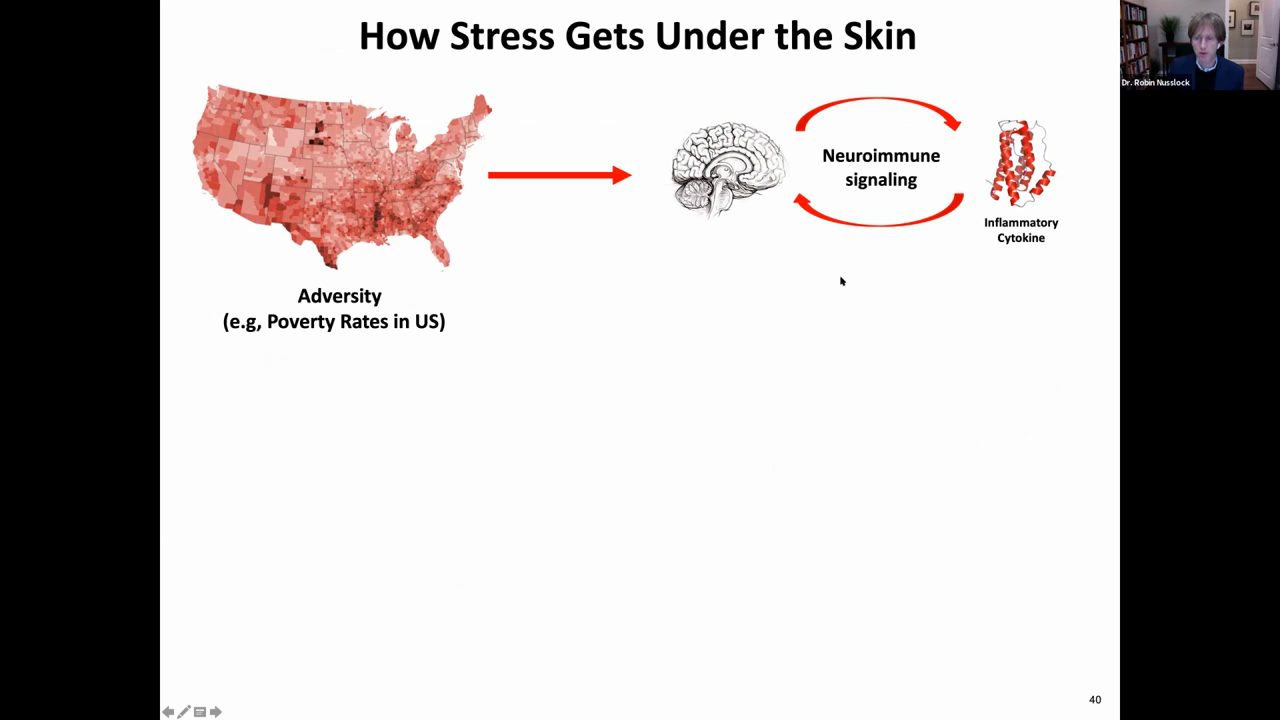 How Stress Gets Under the Skin
Dr. Robin Nusslock
Neuroimmune
signaling
Inflammatory
Cytokine
Adversity
(e.g, Poverty Rates in US)
40